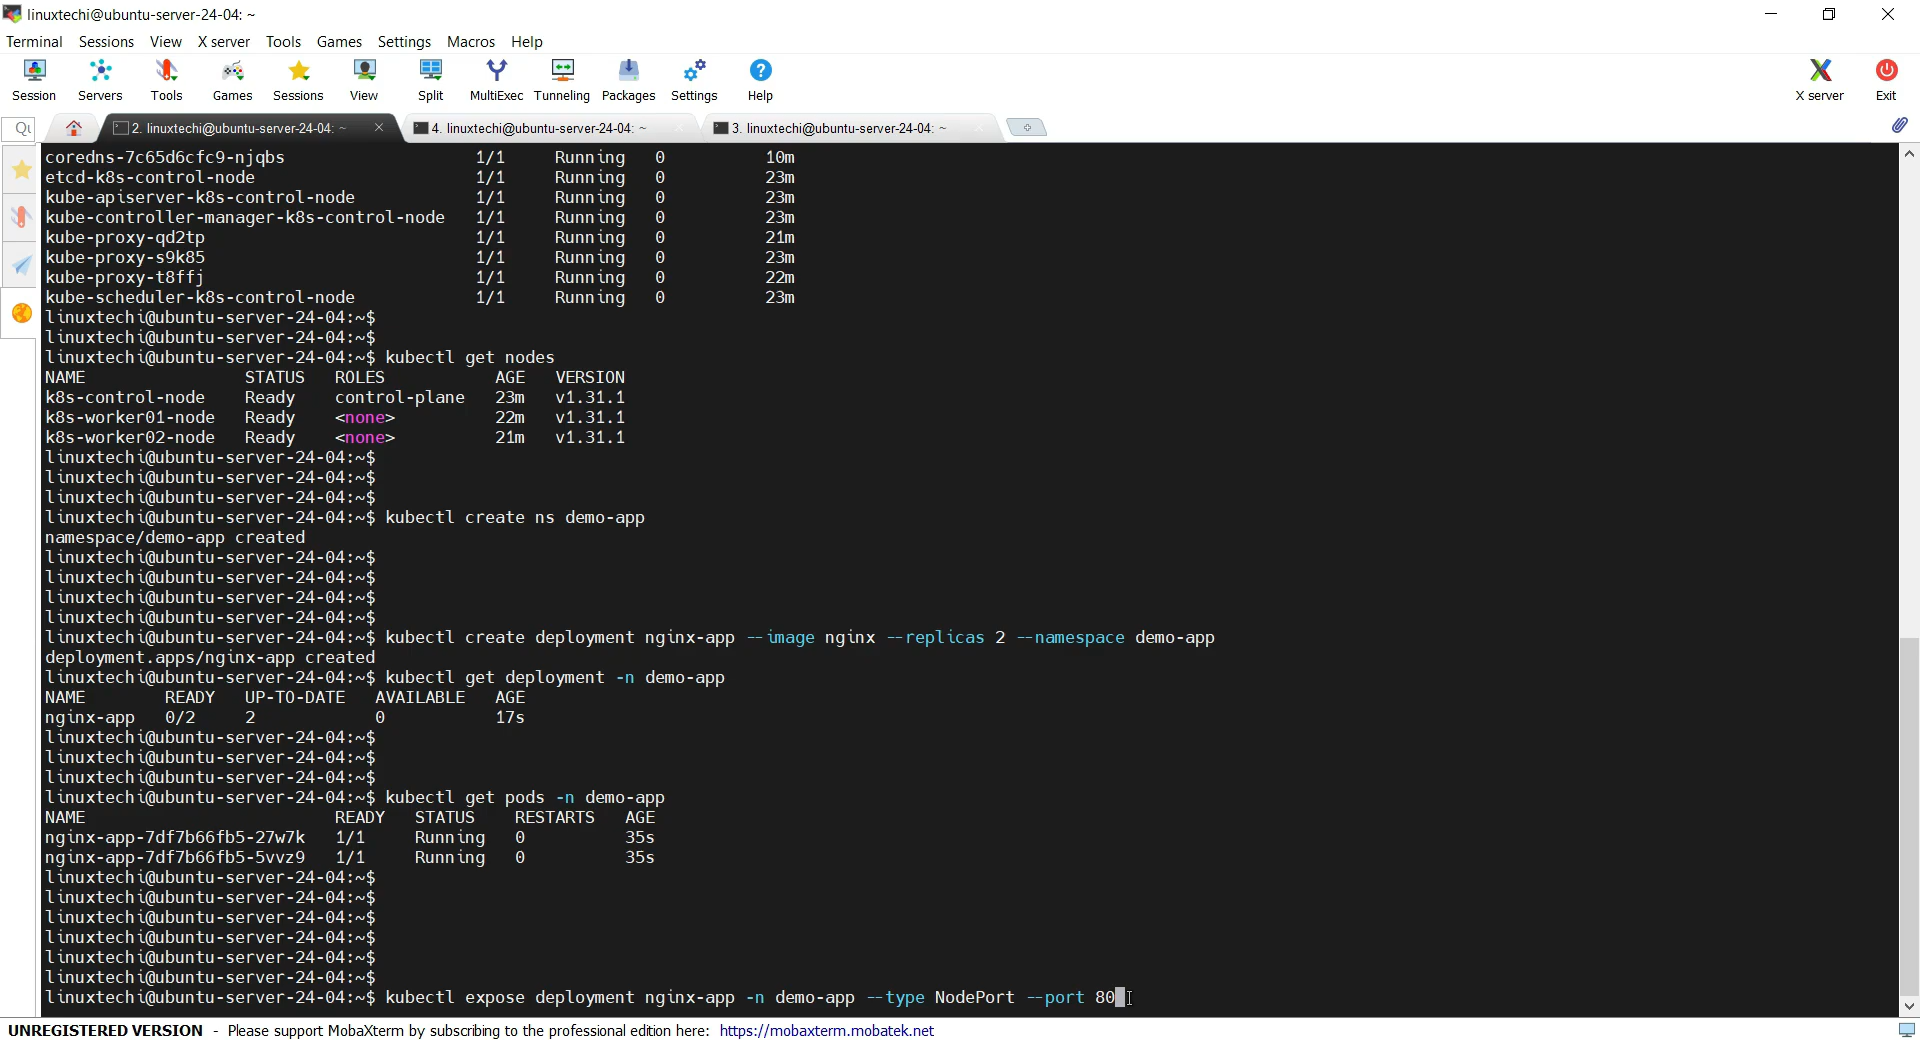 linuxtechi@ubuntu-server-24-04: ~
Terminal Sessions View X server Tools Games Settings Macros Help
Session Servers Tools Games Sessions View Split MultiExec Tunneling Packages Settings Help X server Exit
Qu 2. linuxtechi@ubuntu-server-24-04: ~ 4. linuxtechi@ubuntu-server-24-04: ~ 3. linuxtechi@ubuntu-server-24-04: ~
coredns-7c65d6cfc9-njqbs 1/1 Running 0 10m
etcd-k8s-control-node 1/1 Running 0 23m
kube-apiserver-k8s-control-node 1/1 Running 0 23m
kube-controller-manager-k8s-control-node 1/1 Running 0 23m
kube-proxy-qd2tp 1/1 Running 0 21m
kube-proxy-s9k85 1/1 Running 0 23m
kube-proxy-t8ffj 1/1 Running 0 22m
kube-scheduler-k8s-control-node 1/1 Running 0 23m
linuxtechi@ubuntu-server-24-04:~$
linuxtechi@ubuntu-server-24-04:~$
linuxtechi@ubuntu-server-24-04:~$ kubectl get nodes
NAME STATUS ROLES AGE VERSION
k8s-control-node Ready control-plane 23m v1.31.1
k8s-worker01-node Ready <none> 22m v1.31.1
k8s-worker02-node Ready <none> 21m v1.31.1
linuxtechi@ubuntu-server-24-04:~$
linuxtechi@ubuntu-server-24-04:~$
linuxtechi@ubuntu-server-24-04:~$
linuxtechi@ubuntu-server-24-04:~$ kubectl create ns demo-app
namespace/demo-app created
linuxtechi@ubuntu-server-24-04:~$
linuxtechi@ubuntu-server-24-04:~$
linuxtechi@ubuntu-server-24-04:~$
linuxtechi@ubuntu-server-24-04:~$
linuxtechi@ubuntu-server-24-04:~$ kubectl create deployment nginx-app --image nginx --replicas 2 --namespace demo-app
deployment.apps/nginx-app created
linuxtechi@ubuntu-server-24-04:~$ kubectl get deployment -n demo-app
NAME READY UP-TO-DATE AVAILABLE AGE
nginx-app 0/2 2 0 17s
linuxtechi@ubuntu-server-24-04:~$
linuxtechi@ubuntu-server-24-04:~$
linuxtechi@ubuntu-server-24-04:~$
linuxtechi@ubuntu-server-24-04:~$ kubectl get pods -n demo-app
NAME READY STATUS RESTARTS AGE
nginx-app-7df7b66fb5-27w7k 1/1 Running 0 35s
nginx-app-7df7b66fb5-5vvz9 1/1 Running 0 35s
linuxtechi@ubuntu-server-24-04:~$
linuxtechi@ubuntu-server-24-04:~$
linuxtechi@ubuntu-server-24-04:~$
linuxtechi@ubuntu-server-24-04:~$
linuxtechi@ubuntu-server-24-04:~$
linuxtechi@ubuntu-server-24-04:~$
linuxtechi@ubuntu-server-24-04:~$ kubectl expose deployment nginx-app -n demo-app --type NodePort --port 80
UNREGISTERED VERSION - Please support MobaXterm by subscribing to the professional edition here: https://mobaxterm.mobatek.net